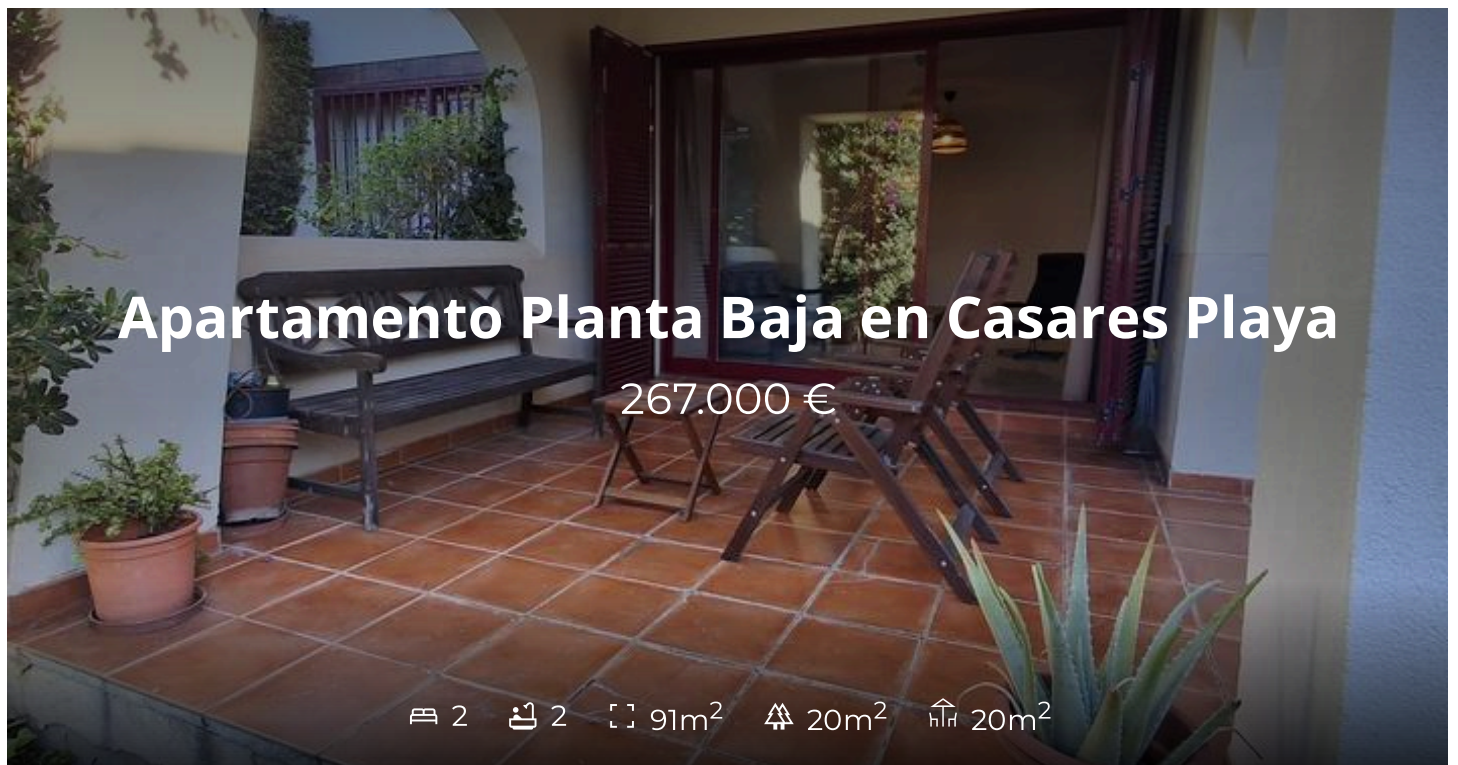 Apartamento Planta Baja en Casares Playa
267.000 €
2 2 91m² 20m² 20m²